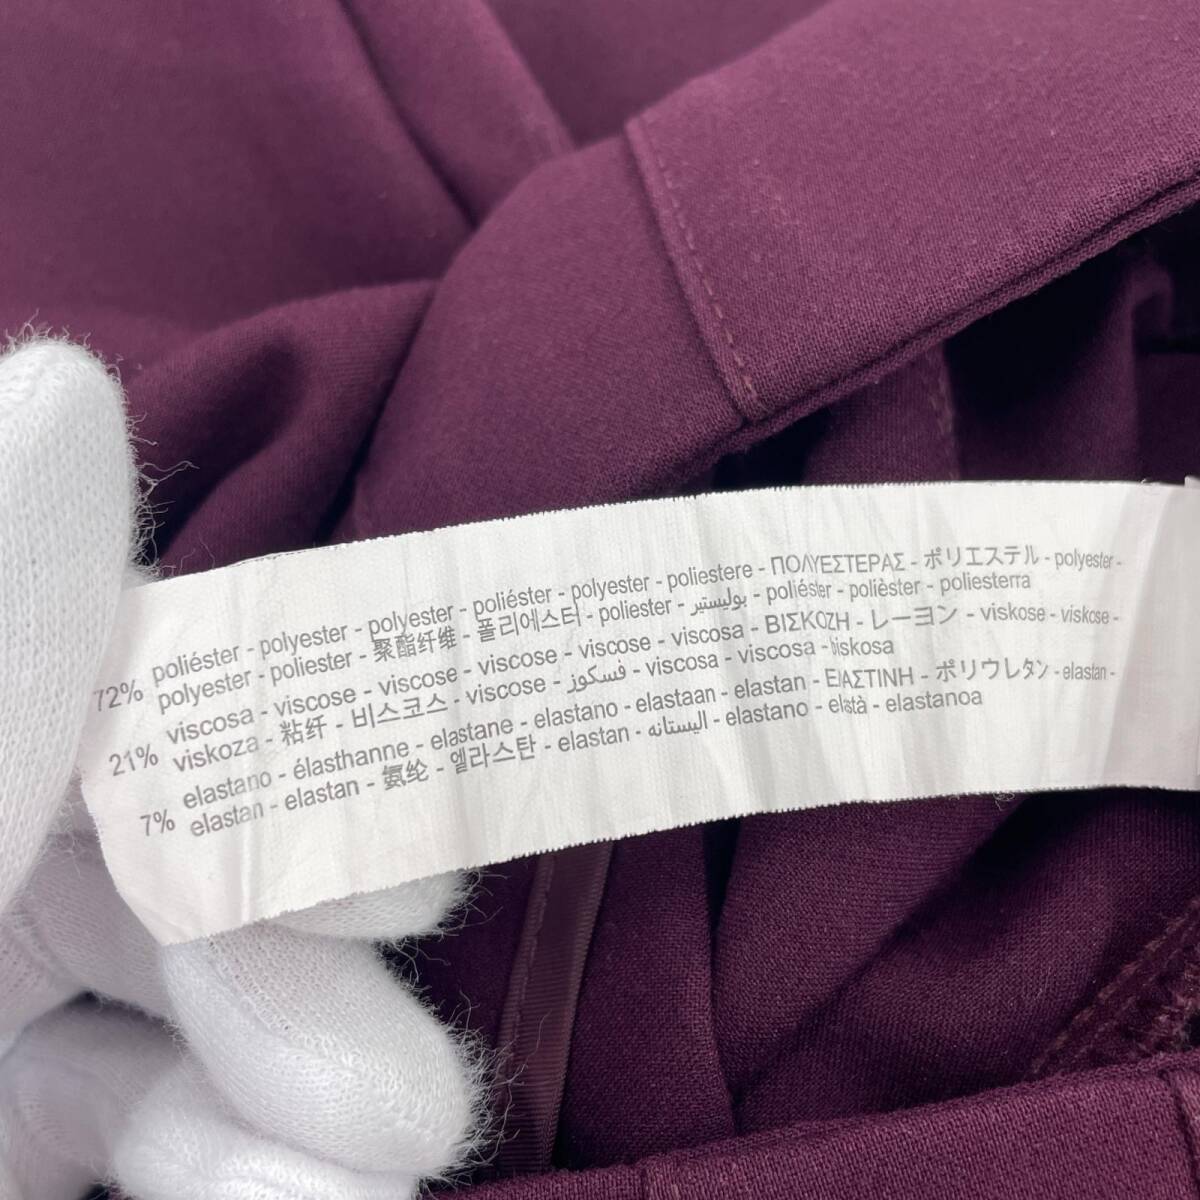 72% poliéster - polyester - polyester - poliéster - polyester - poliestere - ΠΟΛΥΕΣΤΕΡΑΣ - ポリエステル - polyester -
polyester - poliester - 聚酯纤维 - 폴리에스터 - poliester - بوليستير - poliéster - polièster - poliesterra
21% viscosa - viscose - viscose - viscose - viscose - viscosa - ΒΙΣΚΟΖΗ - レーヨン - viskose - viskose -
viskoza - 粘纤 - 비스코스 - viscose - فسكوز - viscosa - viscosa - biskosa
7% elastano - élasthanne - elastane - elastano - elastaan - elastan - ΕΛΑΣΤΙΝΗ - ポリウレタン - elastan -
elastan - elastan - 氨纶 - 엘라스탄 - elastan - اليستانه - elastano - elastà - elastanoa